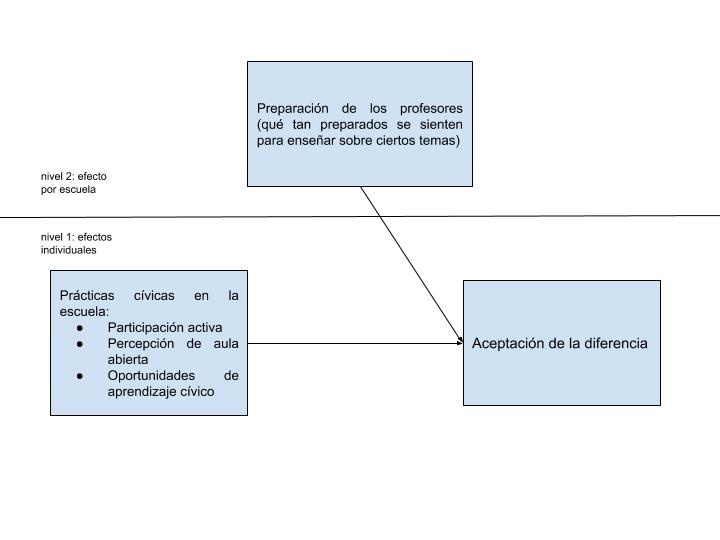 Preparación de los profesores
(qué tan preparados se sienten
para enseñar sobre ciertos temas)
nivel 2: efecto
por escuela
nivel 1: efectos
individuales
Prácticas cívicas en la
escuela:
● Participación activa
● Percepción de aula
abierta
● Oportunidades de
aprendizaje cívico
Aceptación de la diferencia